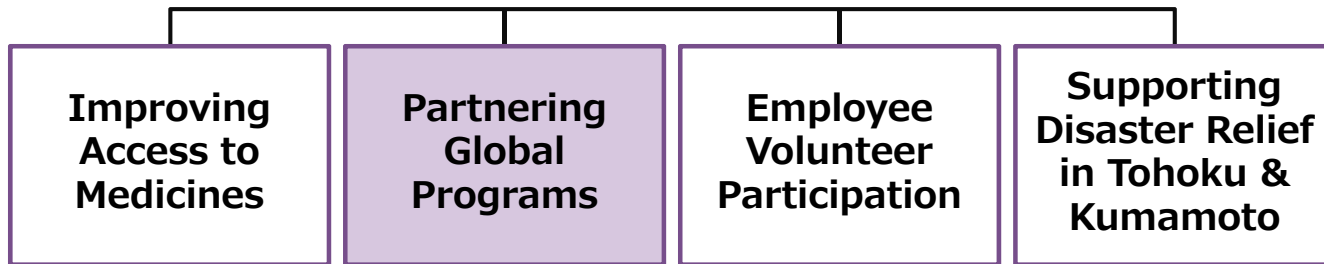 Improving
Access to
Medicines
Partnering
Global
Programs
Employee
Volunteer
Participation
Supporting
Disaster Relief
in Tohoku &
Kumamoto